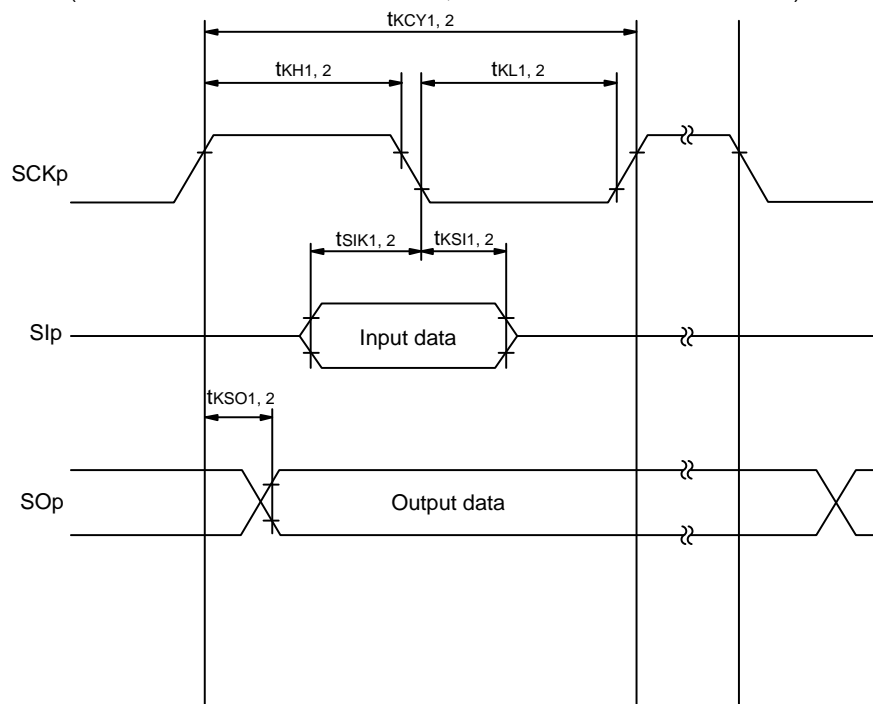 tKCY1, 2
tKH1, 2
tKL1, 2
SCKp
tSIK1, 2
tKSI1, 2
SIp
Input data
tKSO1, 2
SOp
Output data